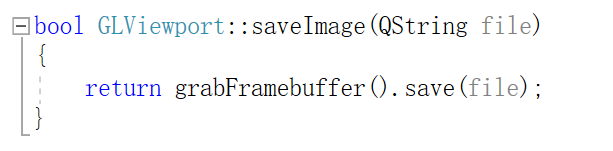 bool GLViewport::saveImage(QString file)
{
return grabFramebuffer().save(file);
}